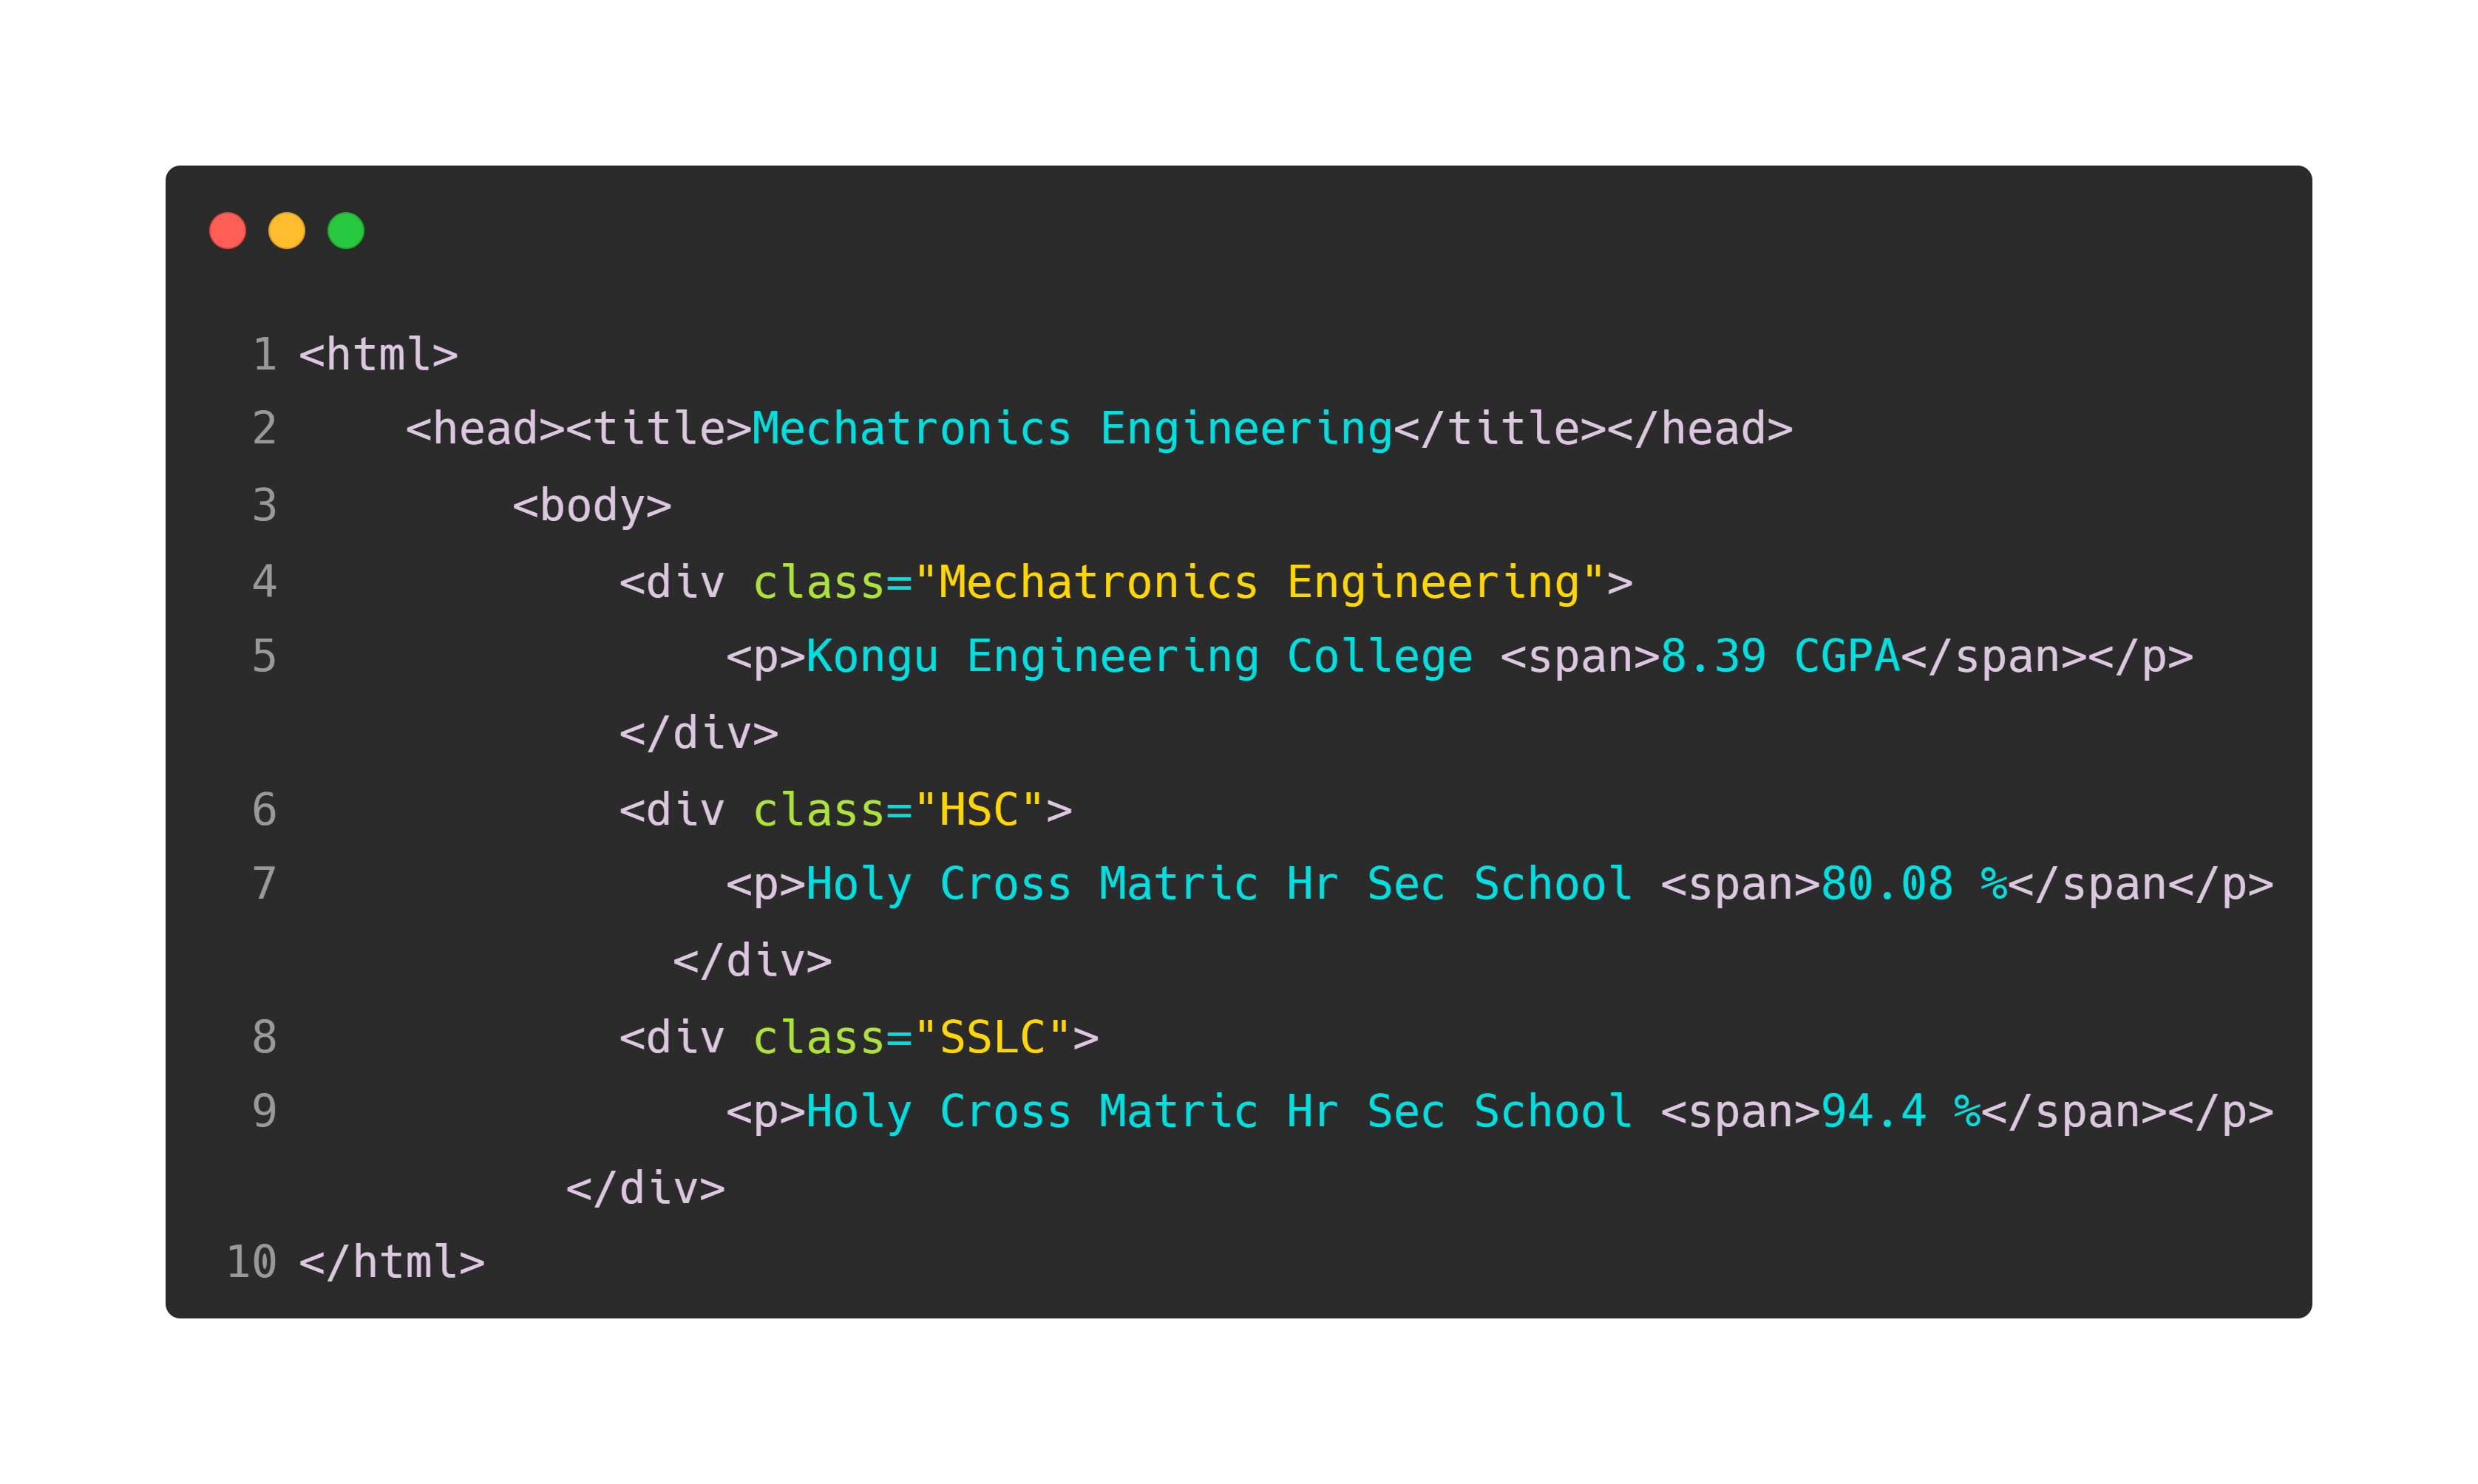 1 <html>
2     <head><title>Mechatronics Engineering</title></head>
3         <body>
4             <div class="Mechatronics Engineering">
5                 <p>Kongu Engineering College <span>8.39 CGPA</span></p>
            </div>
6             <div class="HSC">
7                 <p>Holy Cross Matric Hr Sec School <span>80.08 %</span</p>
              </div>
8             <div class="SSLC">
9                 <p>Holy Cross Matric Hr Sec School <span>94.4 %</span></p>
          </div>
10 </html>